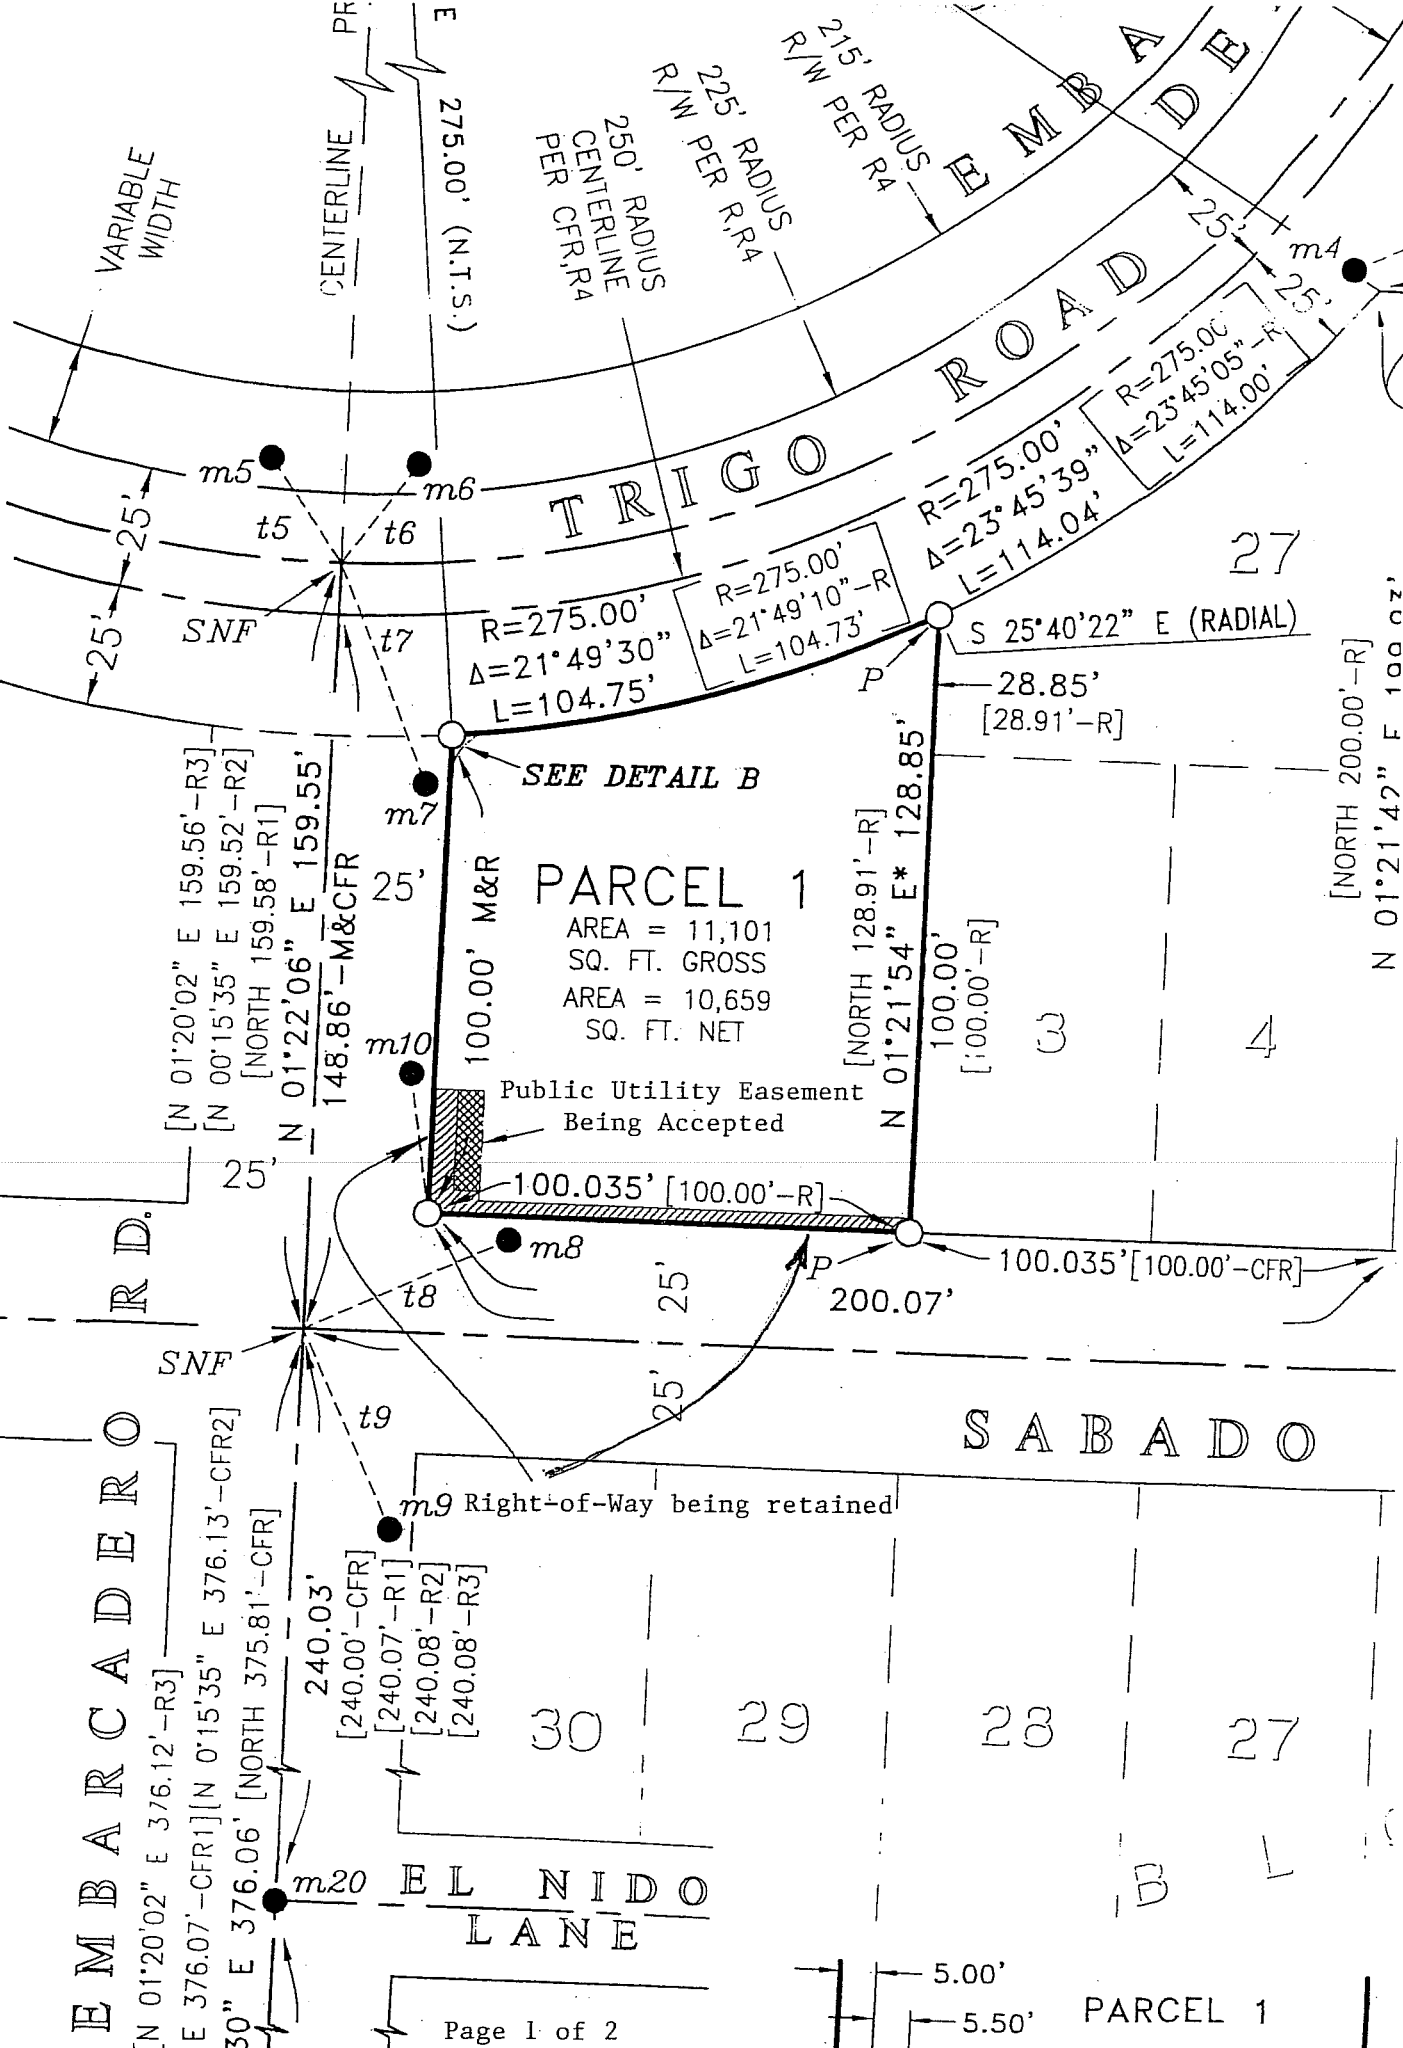 E
275.00' (N.T.S.)
CENTERLINE
VARIABLE
WIDTH
250' RADIUS
CENTERLINE
PER CFR,R4
225' RADIUS
R/W PER R,R4
215' RADIUS
R/W PER R4
E M B A
D E
TRIGO ROAD
25'
25'
m4
m5
m6
t5
t6
25'
25'
SNF
t7
m7
R=275.00'
Δ=21°49'30"
L=104.75'
R=275.00'
Δ=21°49'10"-R
L=104.73'
R=275.00'
Δ=23°45'39"
L=114.04'
R=275.00'
Δ=23°45'05"-R
L=114.00'
27
S 25°40'22" E (RADIAL)
P
28.85'
[28.91'-R]
SEE DETAIL B
[N 01°20'02" E 159.56'-R3]
[N 00°15'35" E 159.52'-R2]
[NORTH 159.58'-R1]
N 01°22'06" E 159.55'
148.86'-M&CFR
25'
100.00' M&R
PARCEL 1
AREA = 11,101
SQ. FT. GROSS
AREA = 10,659
SQ. FT. NET
[NORTH 128.91'-R]
N 01°21'54" E* 128.85'
100.00'
[100.00'-R]
3
4
[NORTH 200.00'-R]
N 01°21'42"
m10
Public Utility Easement
Being Accepted
25'
100.035' [100.00'-R]
m8
t8
25'
P
100.035' [100.00'-CFR]
200.07'
SNF
RD.
25'
t9
SABADO
m9
Right-of-Way being retained
EMBARCADERO
[N 01°20'02" E 376.12'-R3]
E 376.07'-CFR1][N 0°15'35" E 376.13'-CFR2]
30" E 376.06' [NORTH 375.81'-CFR]
240.03'
[240.00'-CFR]
[240.07'-R1]
[240.08'-R2]
[240.08'-R3]
30
29
28
27
B L
m20
EL NIDO
LANE
5.00'
5.50'
PARCEL 1
Page 1 of 2